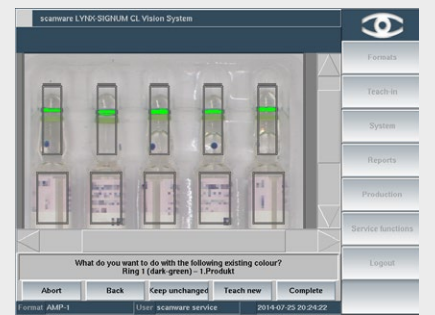 scanware LYNX-SIGNUM CL Vision System
Formats
Teach-in
System
Reports
Production
Service functions
Logout
What do you want to do with the following existing colour?
Ring 1 (dark-green) – 1.Produkt
Abort
Back
Keep unchanged
Teach new
Complete
Format AMP-1
User scanware service
2014-07-25 20:24:22